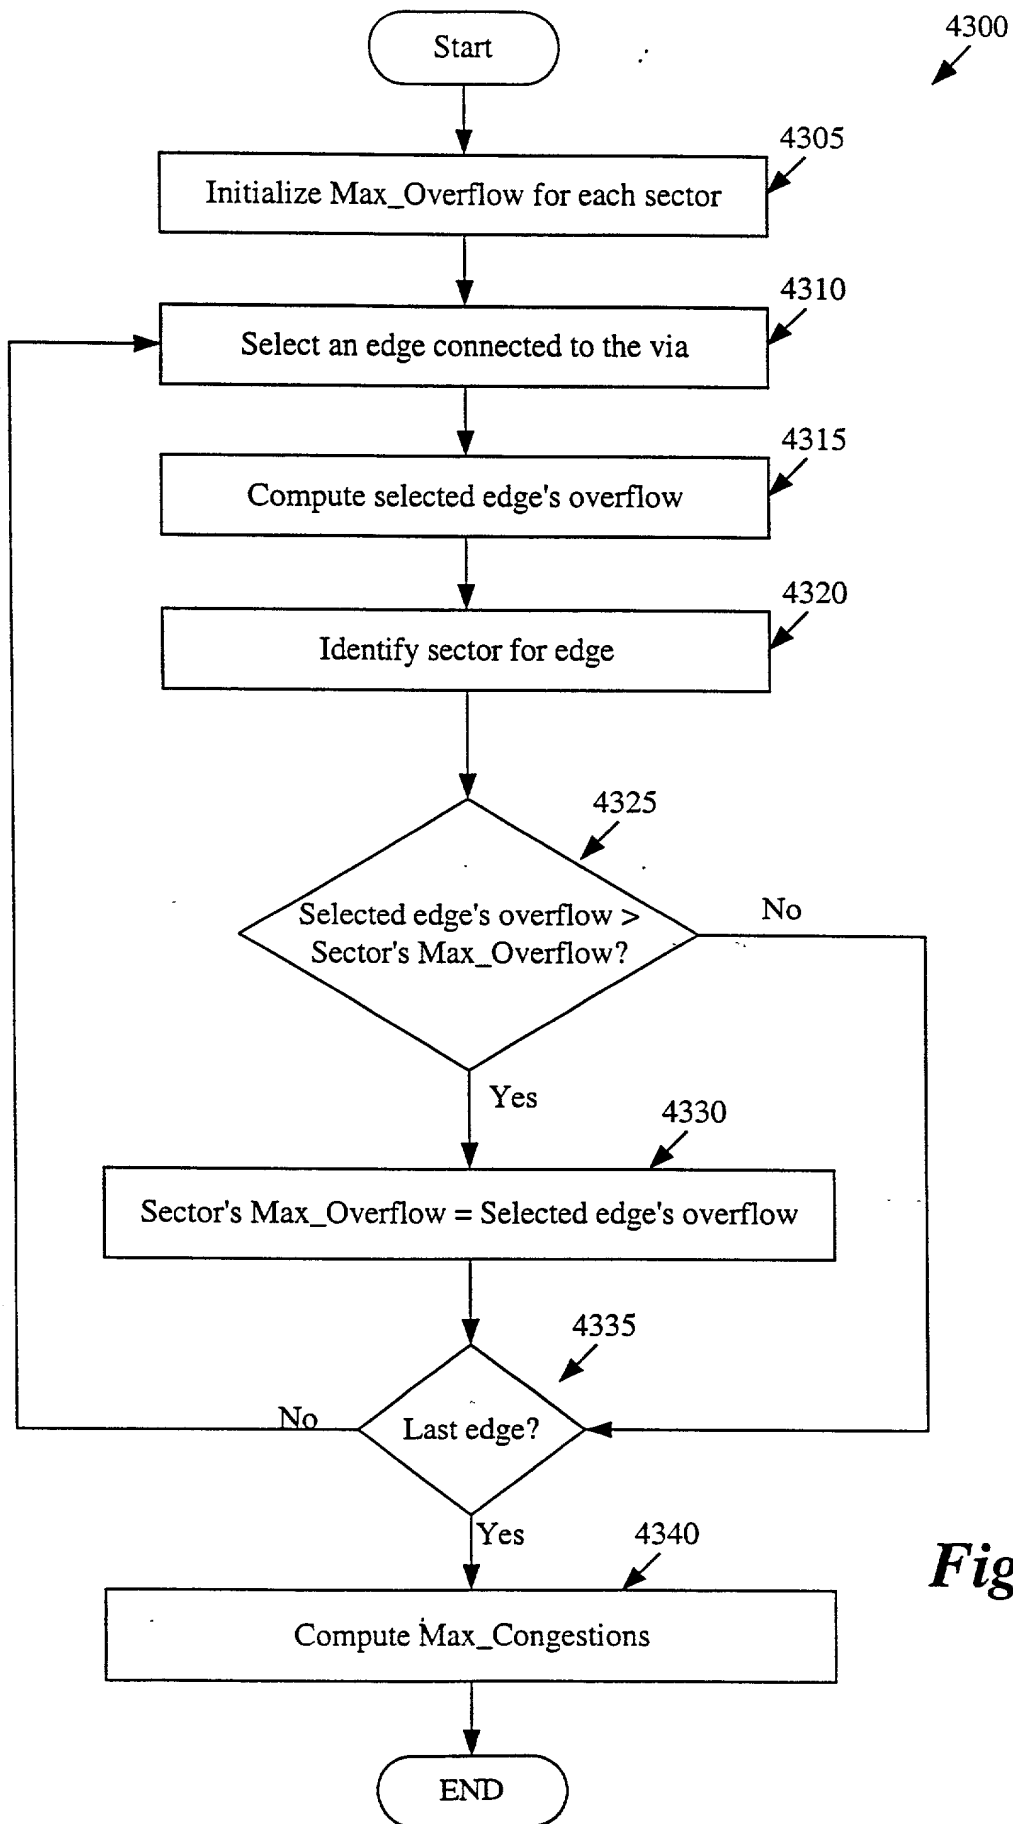 Start
4300
4305
Initialize Max_Overflow for each sector
4310
Select an edge connected to the via
4315
Compute selected edge's overflow
4320
Identify sector for edge
4325
Selected edge's overflow >
Sector's Max_Overflow?
No
Yes
4330
Sector's Max_Overflow = Selected edge's overflow
4335
Last edge?
No
Yes
4340
Compute Max_Congestions
Fig
END